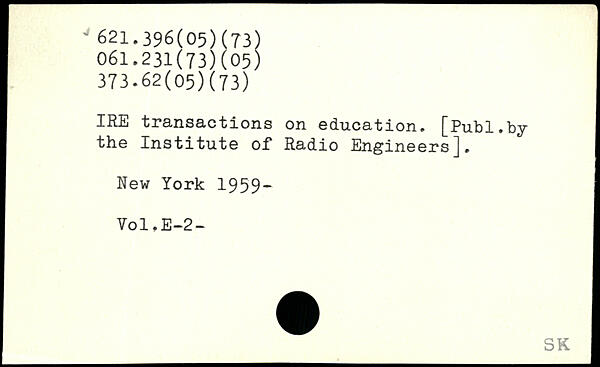 621.396(05)(73)
061.231(73)(05)
373.62(05)(73)
IRE transactions on education. [Publ.by
the Institute of Radio Engineers].
New York 1959-
Vol.E-2-
SK